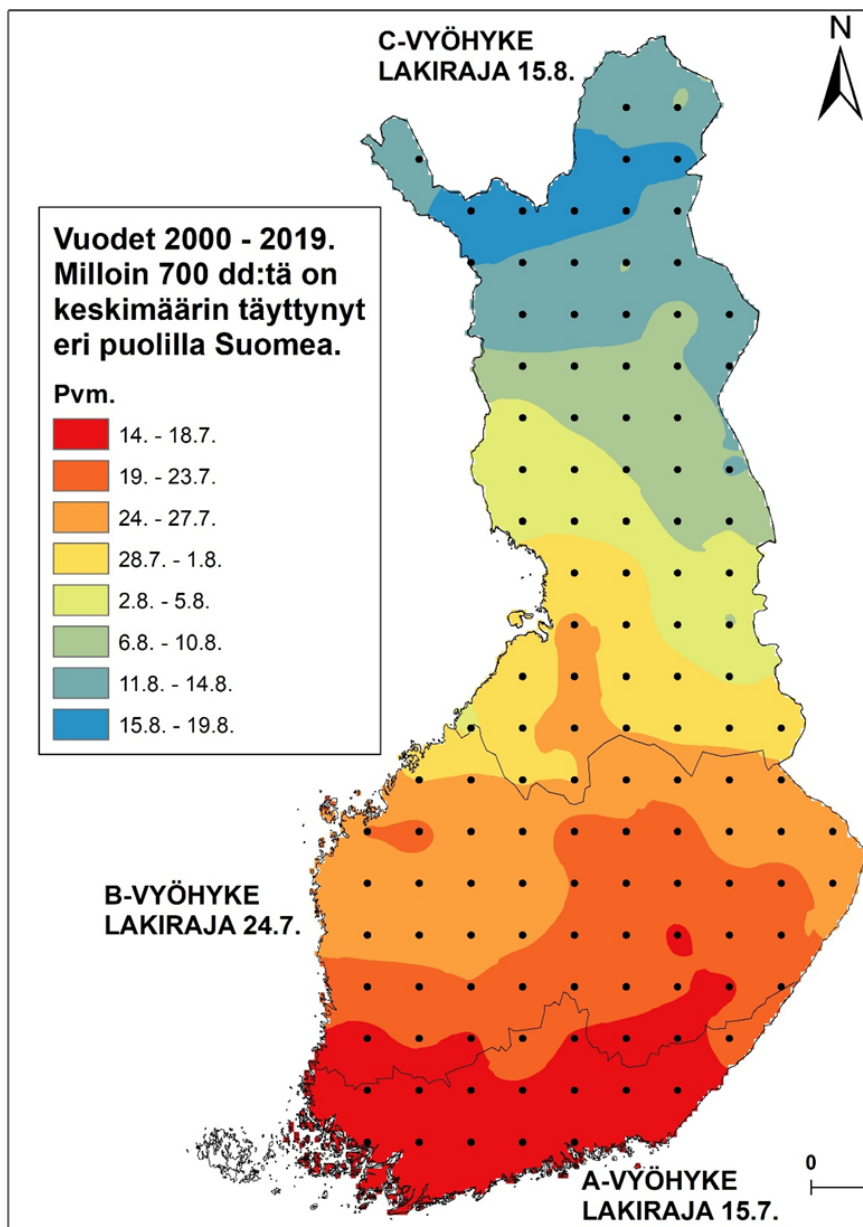 C-VYÖHYKE
LAKIRAJA 15.8.
N
Vuodet 2000 - 2019.
Milloin 700 dd:tä on
keskimäärin täyttynyt
eri puolilla Suomea.
Pvm.
14. - 18.7.
19. - 23.7.
24. - 27.7.
28.7. - 1.8.
2.8. - 5.8.
6.8. - 10.8.
11.8. - 14.8.
15.8. - 19.8.
B-VYÖHYKE
LAKIRAJA 24.7.
0
A-VYÖHYKE
LAKIRAJA 15.7.